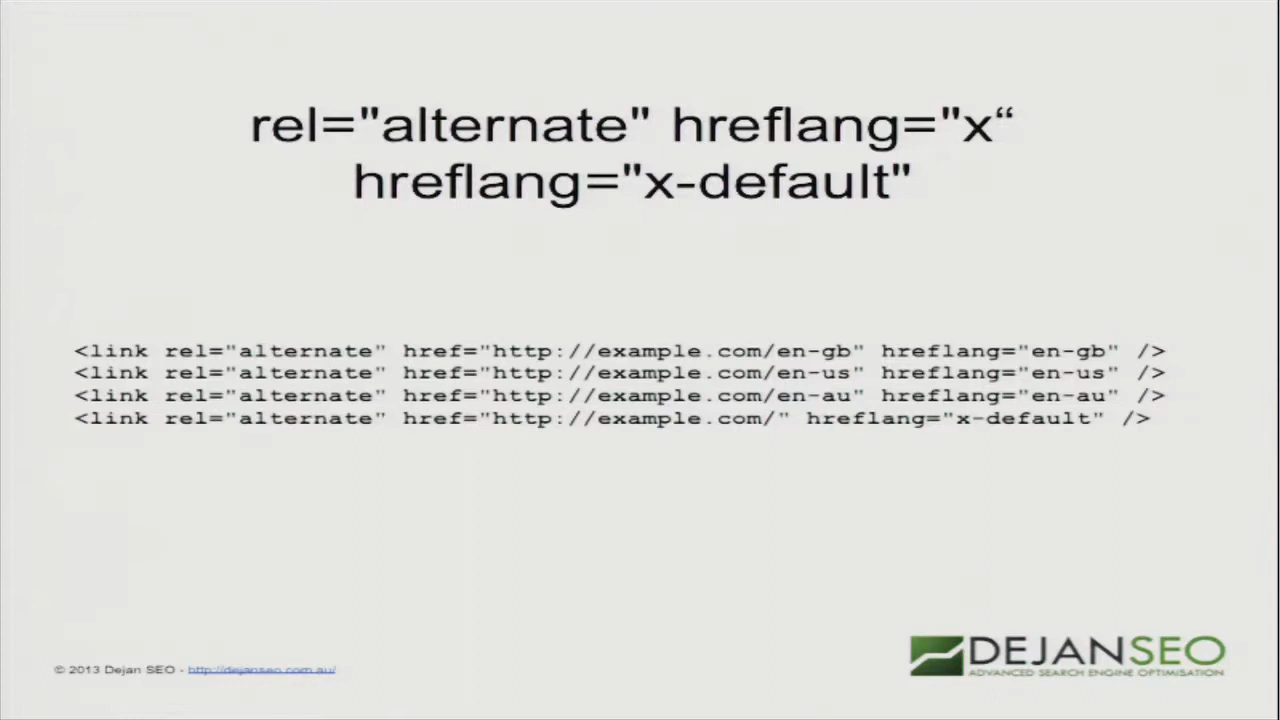 rel="alternate" hreflang="x“
hreflang="x-default"
<link rel="alternate" href="http://example.com/en-gb" hreflang="en-gb" />
<link rel="alternate" href="http://example.com/en-us" hreflang="en-us" />
<link rel="alternate" href="http://example.com/en-au" hreflang="en-au" />
<link rel="alternate" href="http://example.com/" hreflang="x-default" />
© 2013 Dejan SEO - http://dejanseo.com.au/
DEJANSEO
ADVANCED SEARCH ENGINE OPTIMISATION